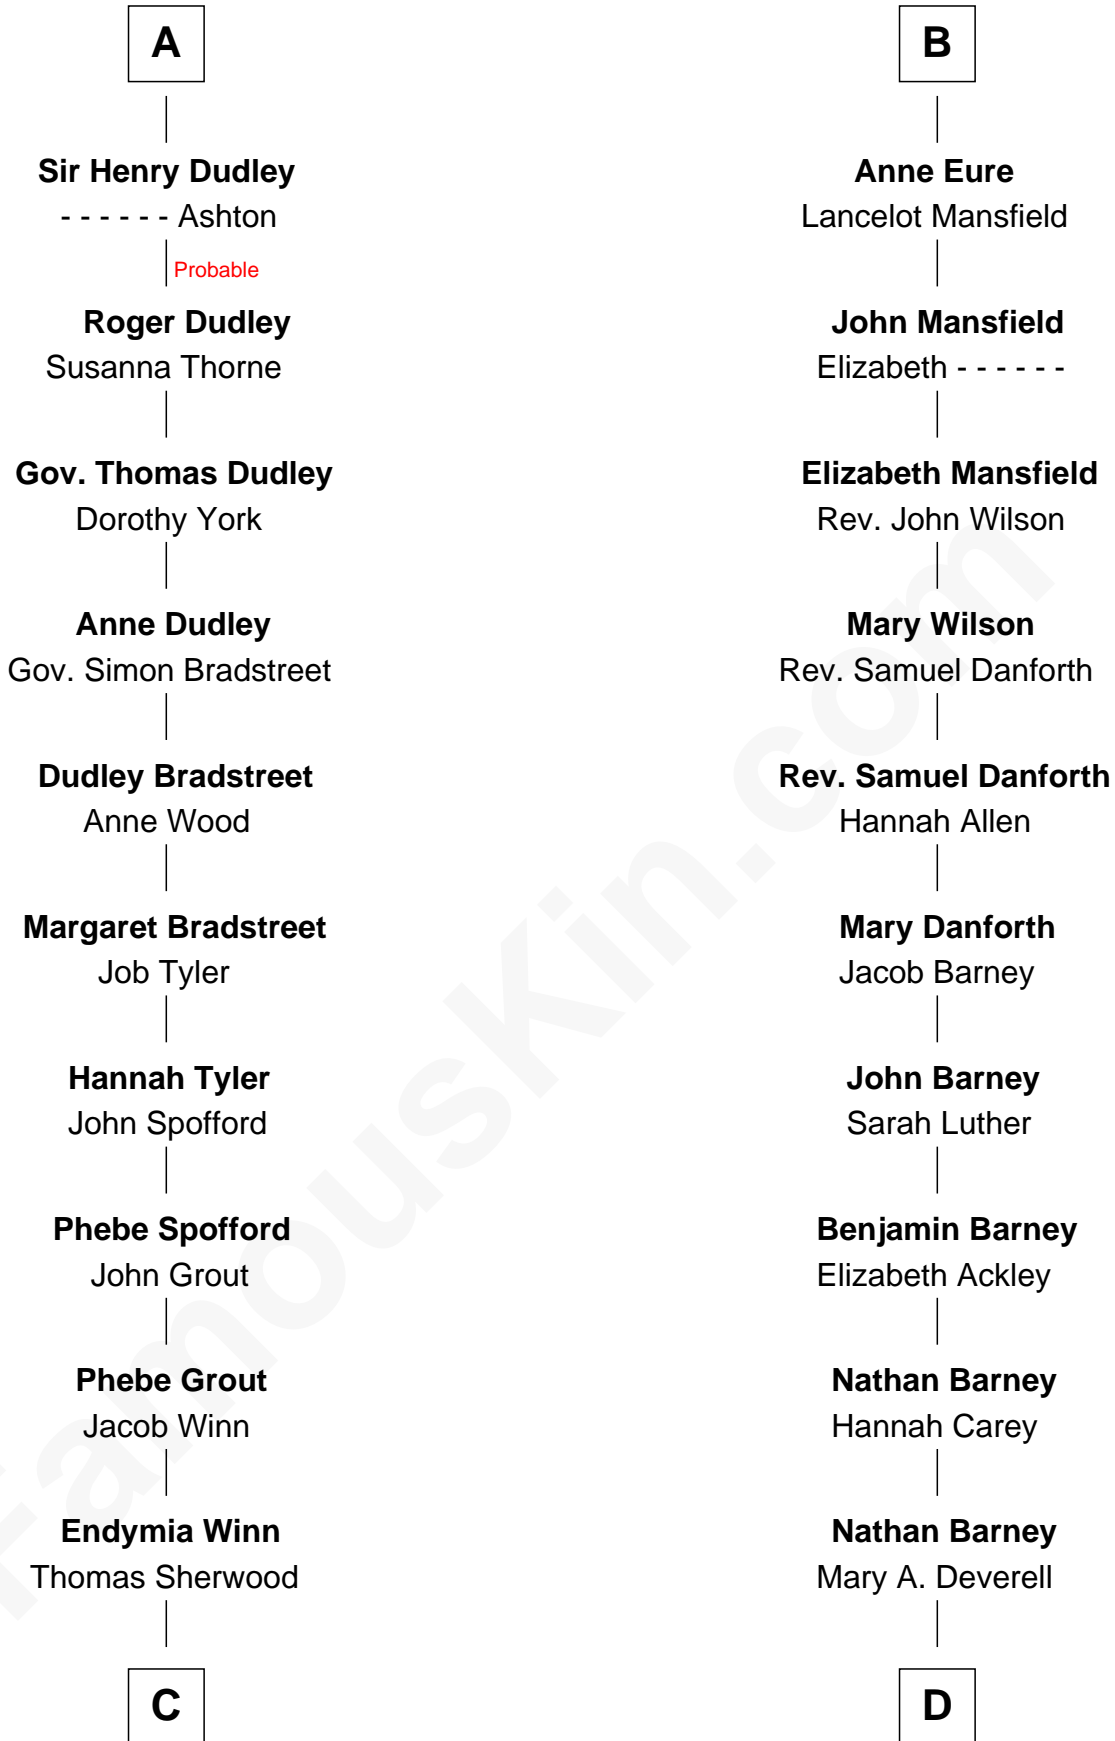 A
Sir Henry Dudley
- - - - - - Ashton
Probable
Roger Dudley
Susanna Thorne
Gov. Thomas Dudley
Dorothy York
Anne Dudley
Gov. Simon Bradstreet
Dudley Bradstreet
Anne Wood
Margaret Bradstreet
Job Tyler
Hannah Tyler
John Spofford
Phebe Spofford
John Grout
Phebe Grout
Jacob Winn
Endymia Winn
Thomas Sherwood
C
B
Anne Eure
Lancelot Mansfield
John Mansfield
Elizabeth - - - - - -
Elizabeth Mansfield
Rev. John Wilson
Mary Wilson
Rev. Samuel Danforth
Rev. Samuel Danforth
Hannah Allen
Mary Danforth
Jacob Barney
John Barney
Sarah Luther
Benjamin Barney
Elizabeth Ackley
Nathan Barney
Hannah Carey
Nathan Barney
Mary A. Deverell
D
FamousKin.com